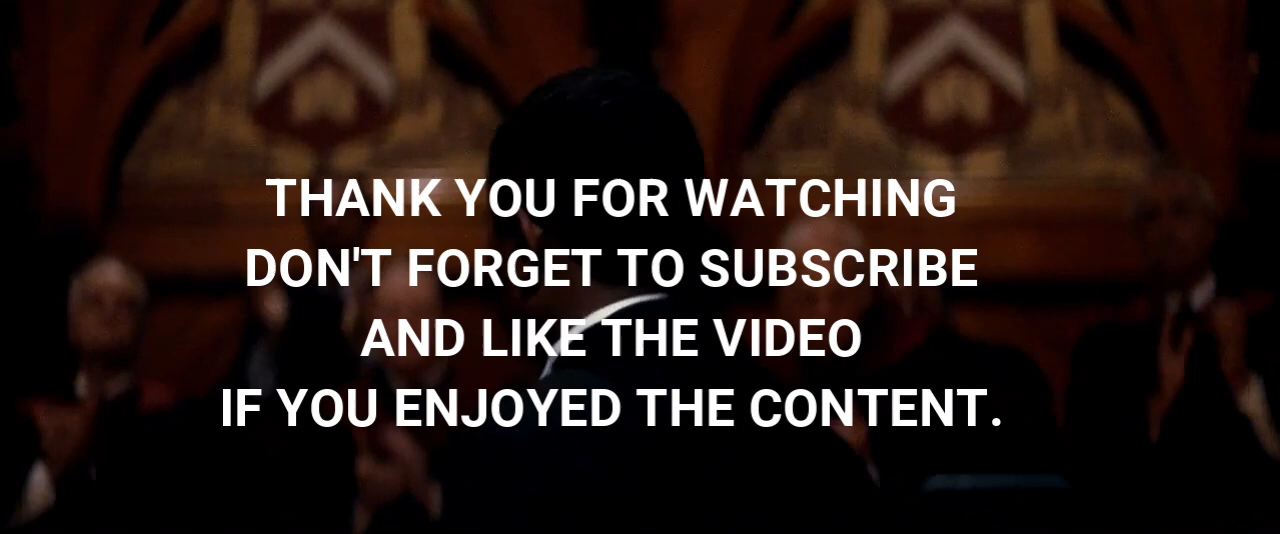 THANK YOU FOR WATCHING
DON'T FORGET TO SUBSCRIBE
AND LIKE THE VIDEO
IF YOU ENJOYED THE CONTENT.